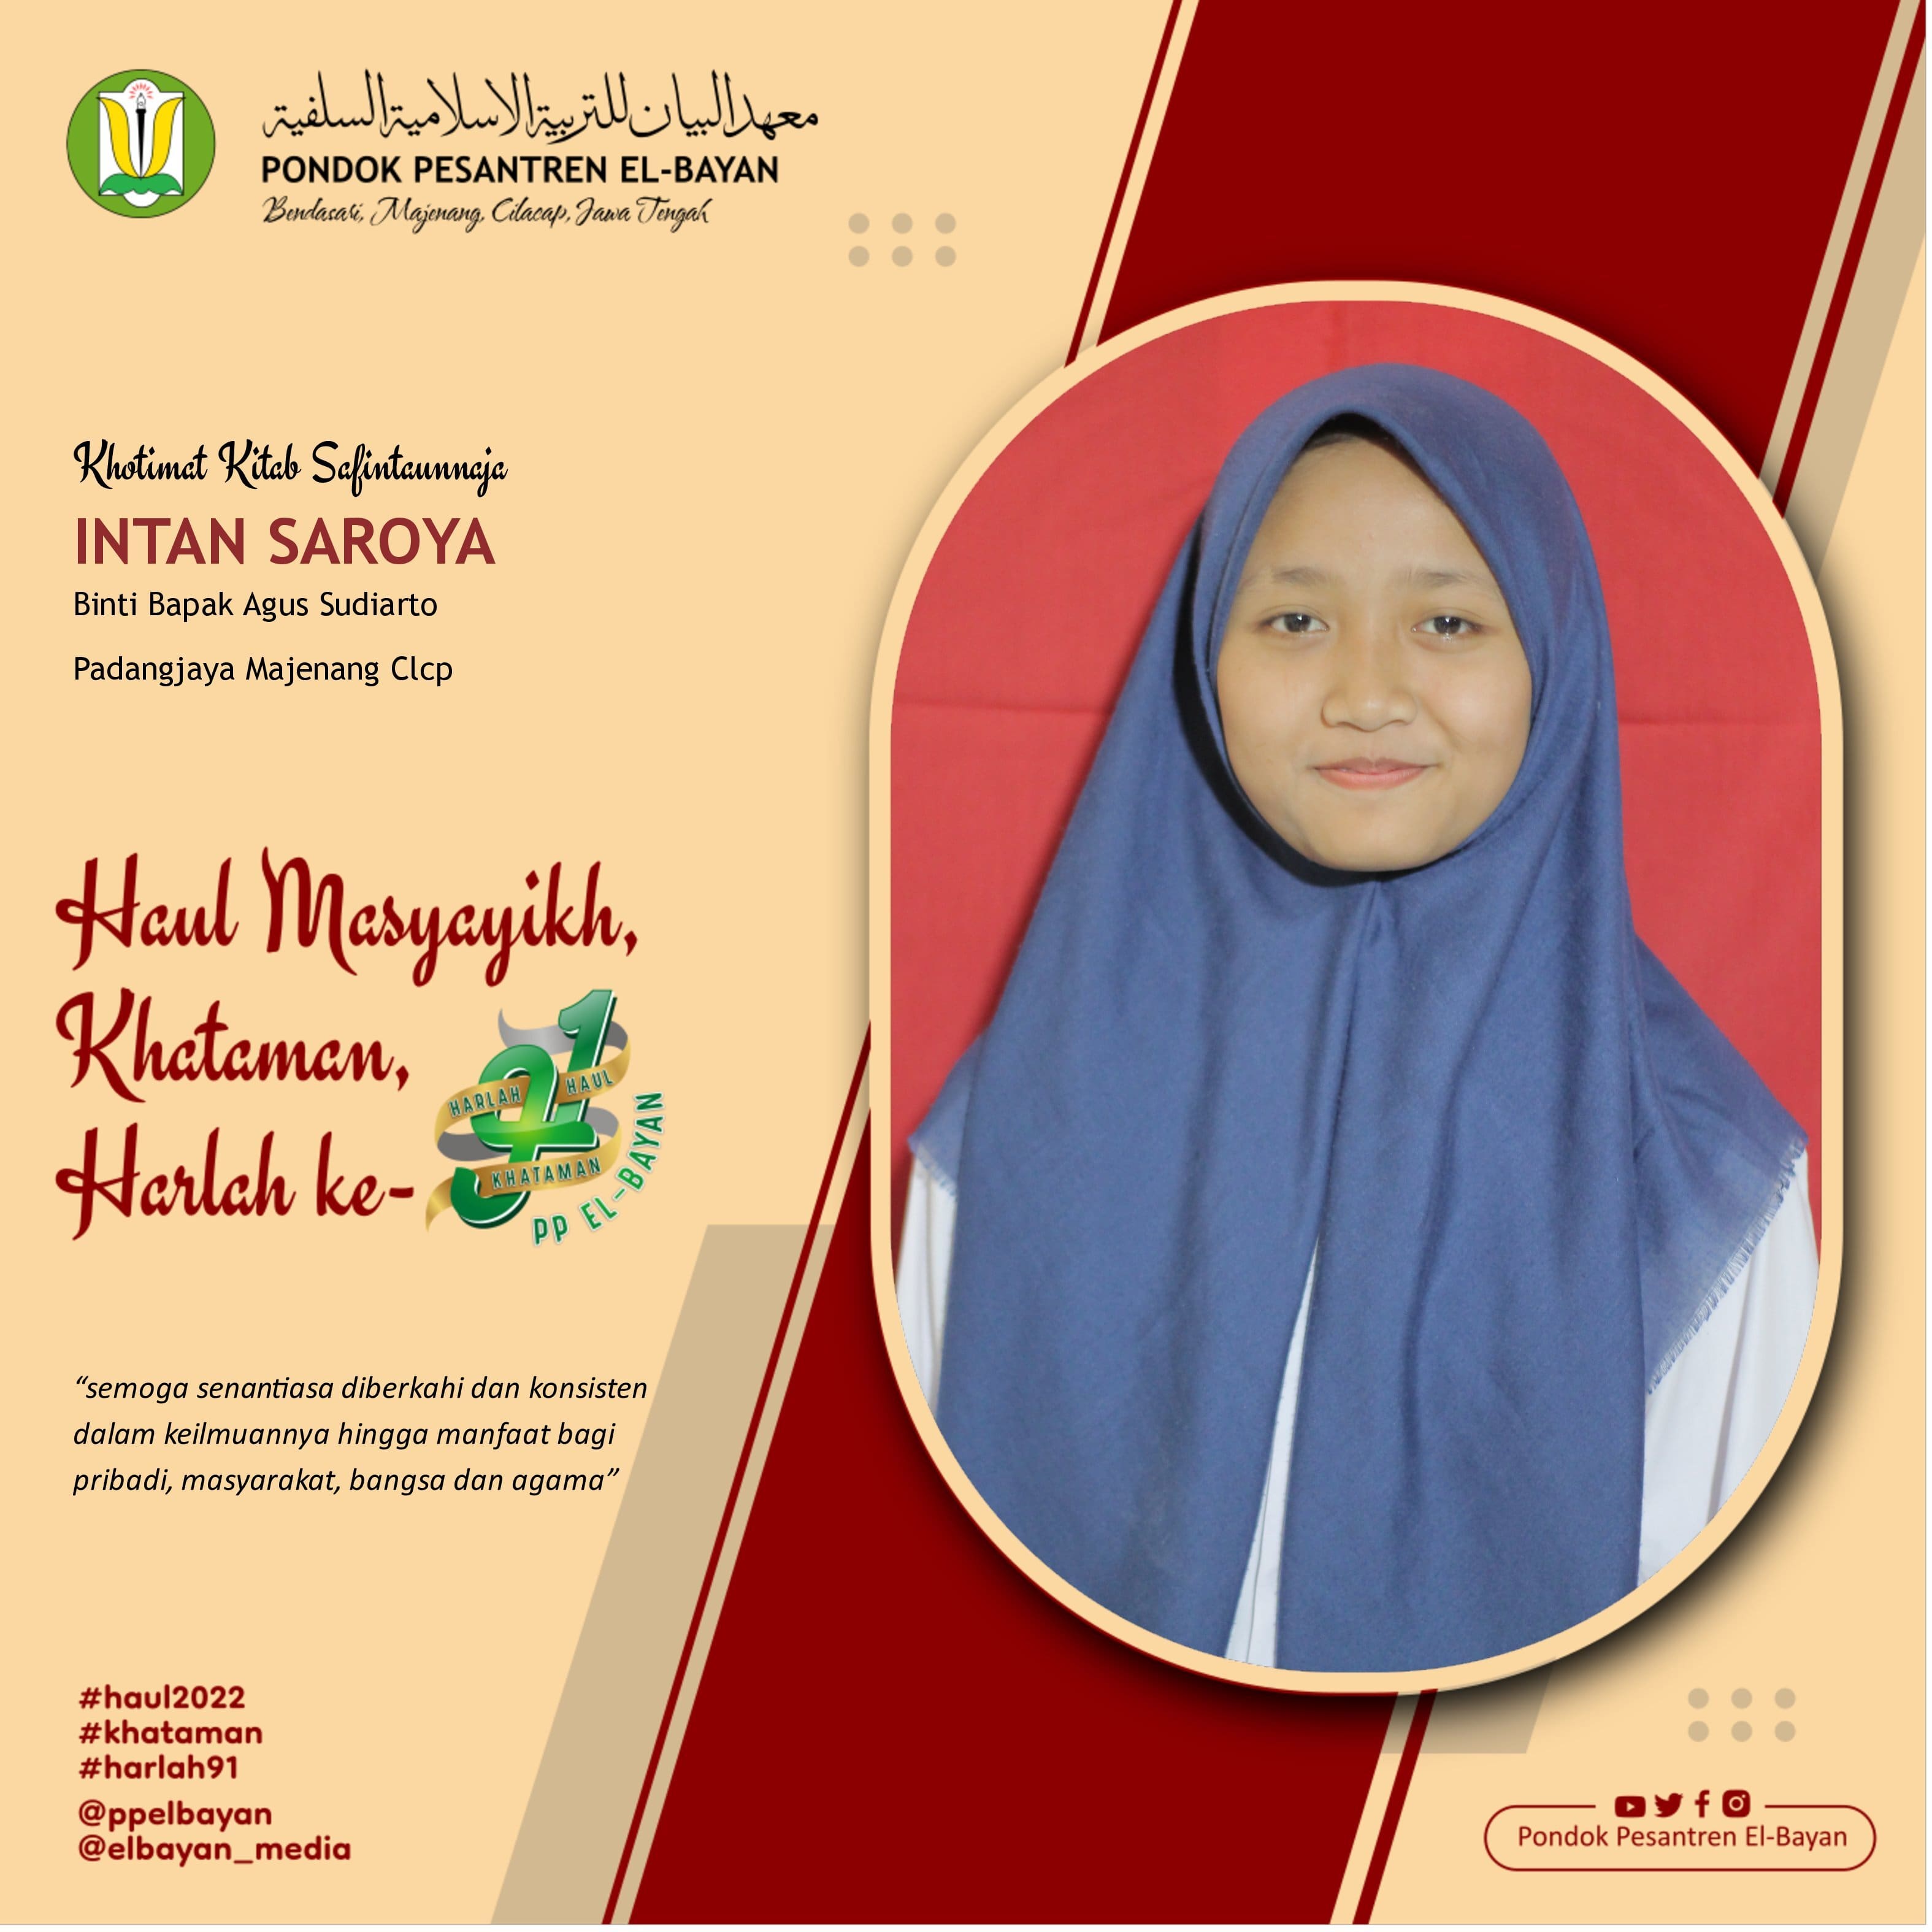 معهد البيان للتربية الاسلامية السلفية
PONDOK PESANTREN EL-BAYAN
Bendasari, Majenang, Cilacap, Jawa Tengah
Khotimat Kitab Safintaunnaja
INTAN SAROYA
Binti Bapak Agus Sudiarto
Padangjaya Majenang Clcp
Haul Masyayikh,
Khataman,
Harlah ke-
91
HARLAH HAUL
KHATAMAN
PP EL-BAYAN
“semoga senantiasa diberkahi dan konsisten
dalam keilmuannya hingga manfaat bagi
pribadi, masyarakat, bangsa dan agama”
#haul2022
#khataman
#harlah91
@ppelbayan
@elbayan_media
Pondok Pesantren El-Bayan